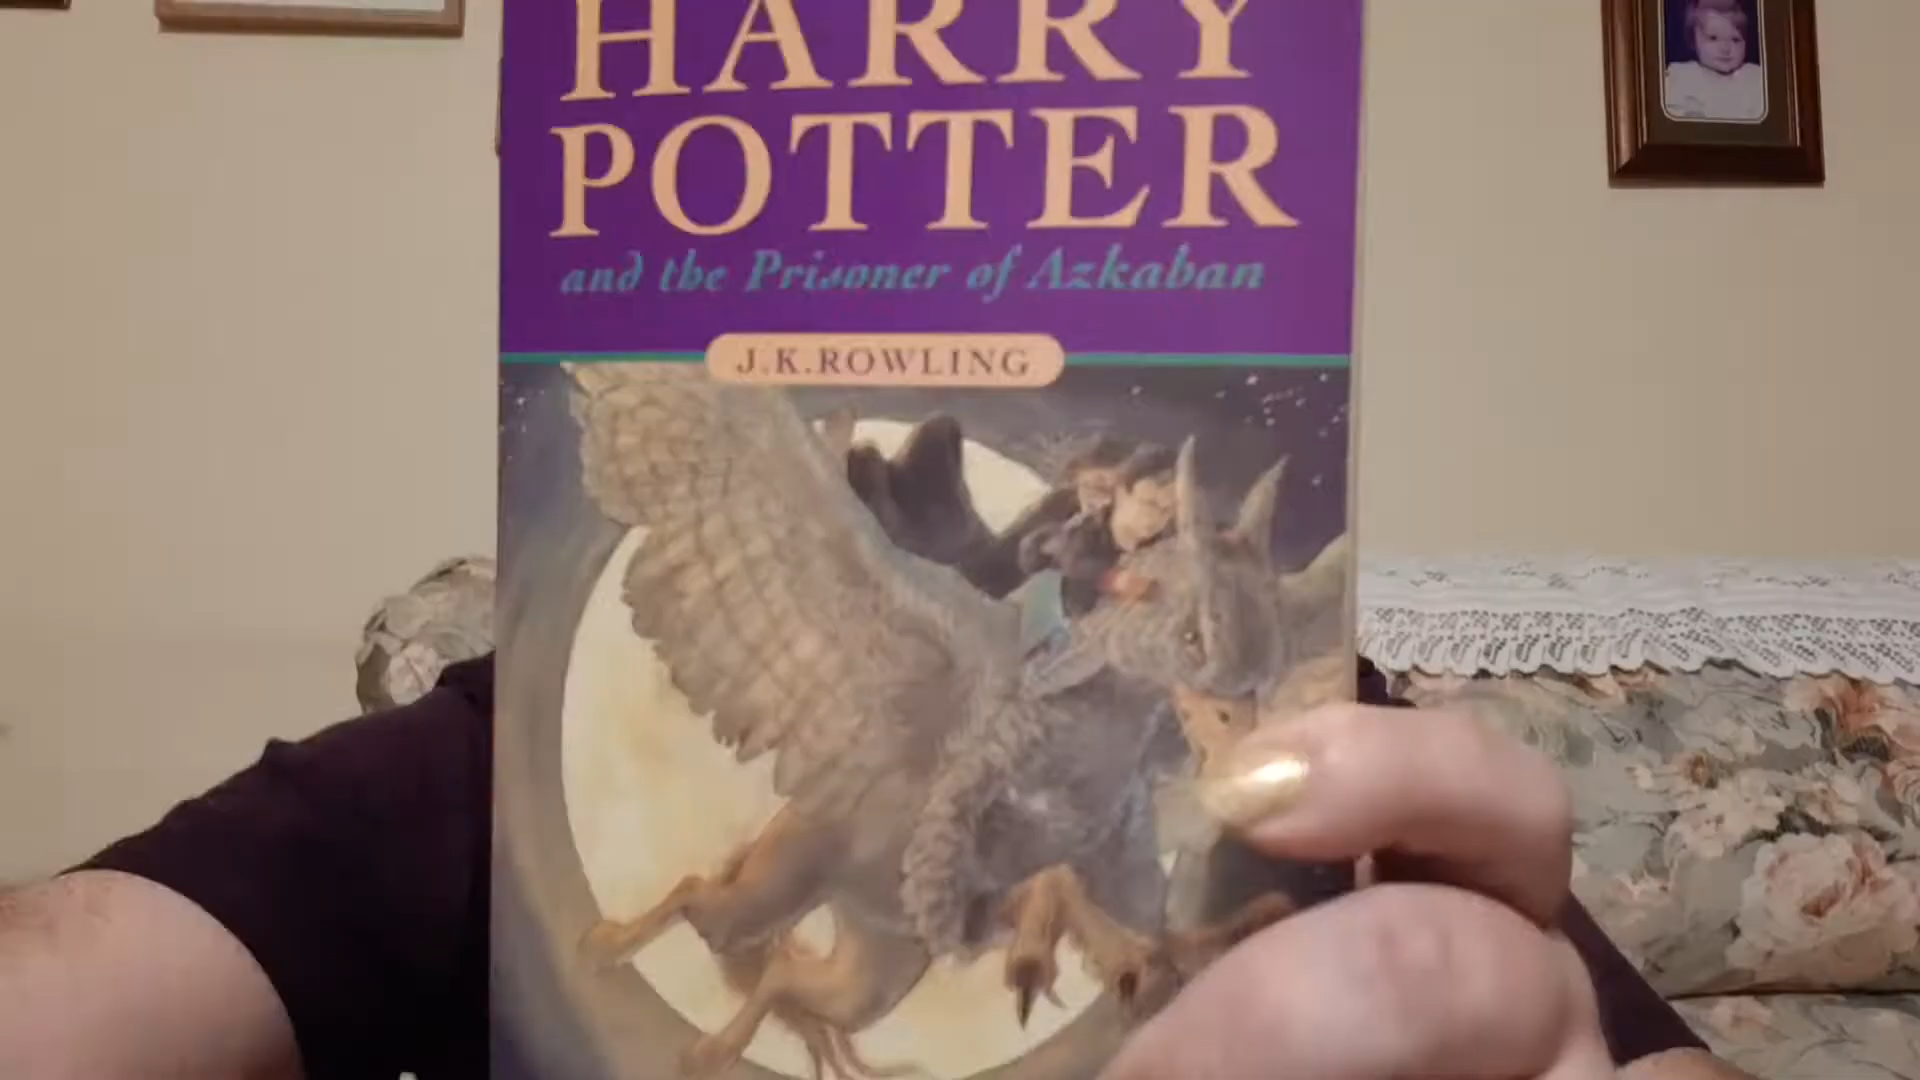 HARRY
POTTER
and the Prisoner of Azkaban
J.K.ROWLING